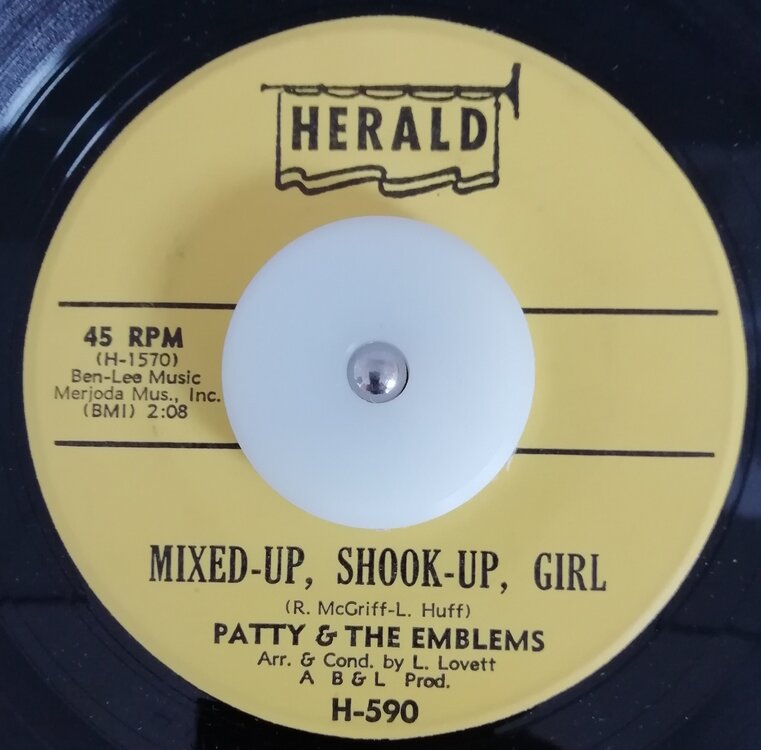 HERALD
45 RPM
(H-1570)
Ben-Lee Music
Merjoda Mus., Inc.
(BMI) 2:08
MIXED-UP, SHOOK-UP, GIRL
(R. McGriff-L. Huff)
PATTY & THE EMBLEMS
Arr. & Cond. by L. Lovett
A B & L Prod.
H-590